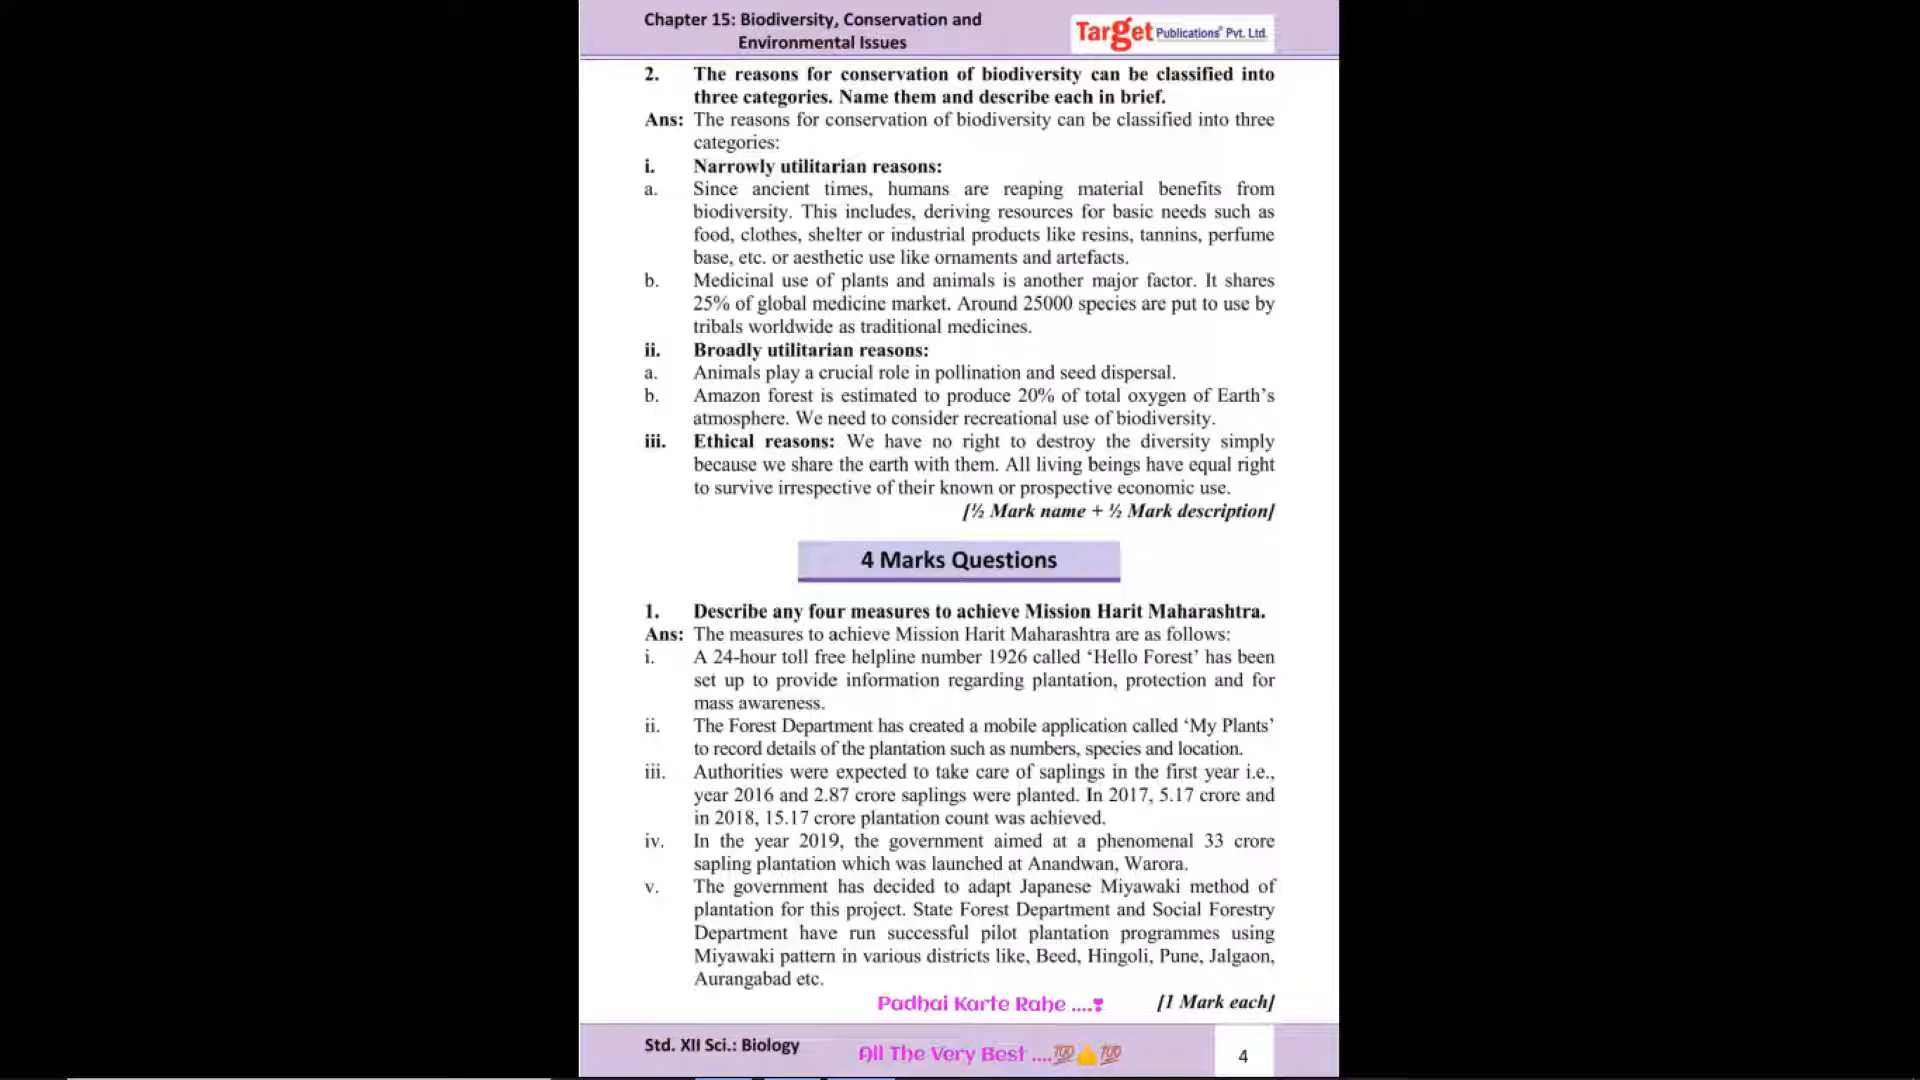 Chapter 15: Biodiversity, Conservation and
Environmental Issues
Target Publications® Pvt. Ltd.
2. The reasons for conservation of biodiversity can be classified into
three categories. Name them and describe each in brief.
Ans: The reasons for conservation of biodiversity can be classified into three
categories:
i. Narrowly utilitarian reasons:
a. Since ancient times, humans are reaping material benefits from
biodiversity. This includes, deriving resources for basic needs such as
food, clothes, shelter or industrial products like resins, tannins, perfume
base, etc. or aesthetic use like ornaments and artefacts.
b. Medicinal use of plants and animals is another major factor. It shares
25% of global medicine market. Around 25000 species are put to use by
tribals worldwide as traditional medicines.
ii. Broadly utilitarian reasons:
a. Animals play a crucial role in pollination and seed dispersal.
b. Amazon forest is estimated to produce 20% of total oxygen of Earth's
atmosphere. We need to consider recreational use of biodiversity.
iii. Ethical reasons: We have no right to destroy the diversity simply
because we share the earth with them. All living beings have equal right
to survive irrespective of their known or prospective economic use.
[½ Mark name + ½ Mark description]
4 Marks Questions
1. Describe any four measures to achieve Mission Harit Maharashtra.
Ans: The measures to achieve Mission Harit Maharashtra are as follows:
i. A 24-hour toll free helpline number 1926 called ‘Hello Forest’ has been
set up to provide information regarding plantation, protection and for
mass awareness.
ii. The Forest Department has created a mobile application called ‘My Plants’
to record details of the plantation such as numbers, species and location.
iii. Authorities were expected to take care of saplings in the first year i.e.,
year 2016 and 2.87 crore saplings were planted. In 2017, 5.17 crore and
in 2018, 15.17 crore plantation count was achieved.
iv. In the year 2019, the government aimed at a phenomenal 33 crore
sapling plantation which was launched at Anandwan, Warora.
v. The government has decided to adapt Japanese Miyawaki method of
plantation for this project. State Forest Department and Social Forestry
Department have run successful pilot plantation programmes using
Miyawaki pattern in various districts like, Beed, Hingoli, Pune, Jalgaon,
Aurangabad etc.
Padhai Karte Rahe ....❣ [1 Mark each]
Std. XII Sci.: Biology
All The Very Best ....💯👍💯
4